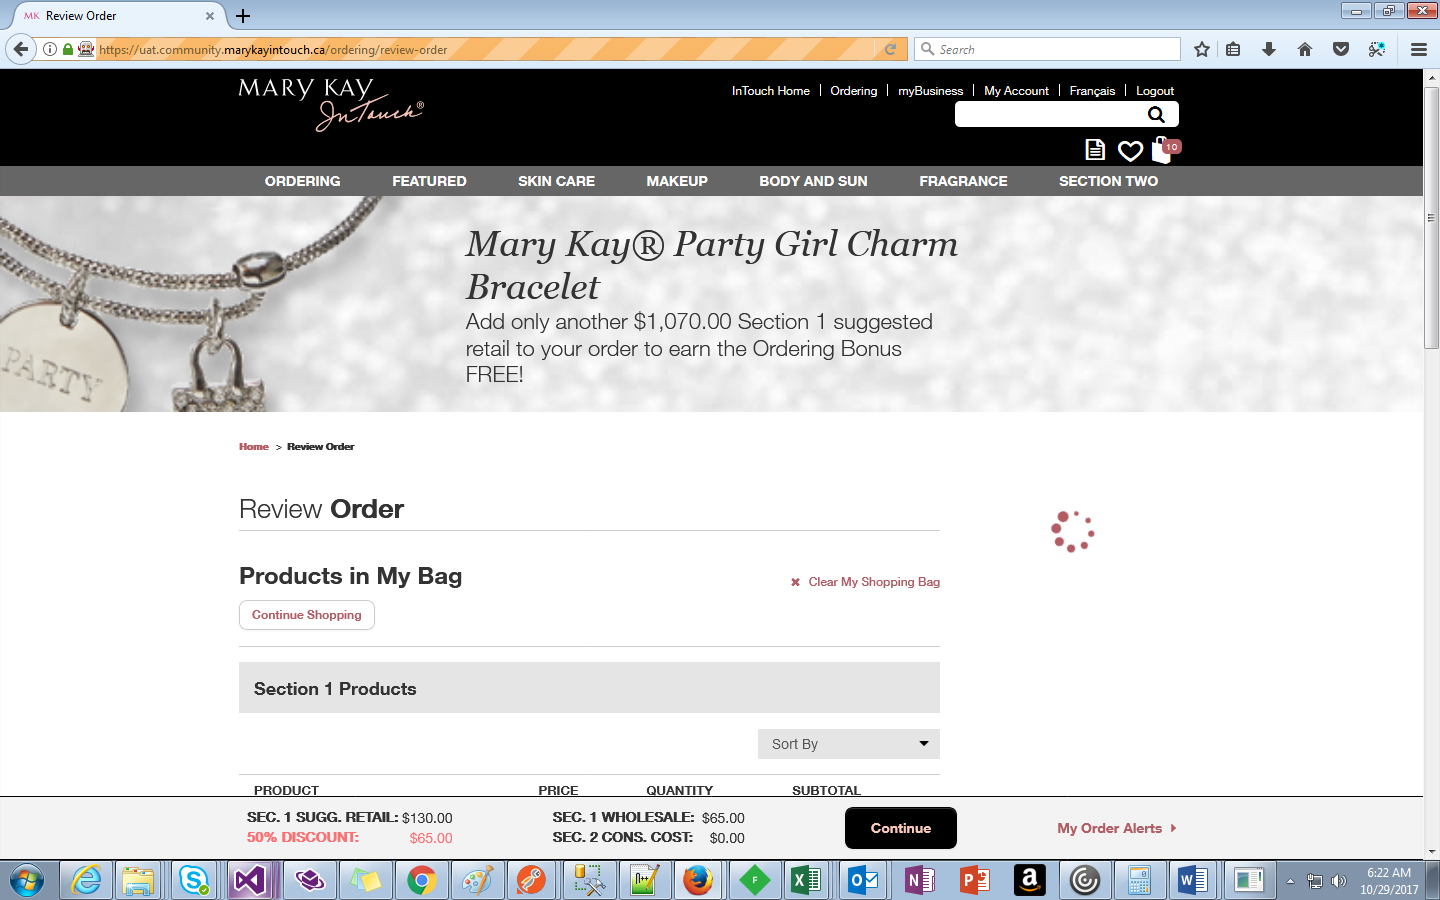 MK Review Order
https://uat.community.marykayintouch.ca/ordering/review-order
Search
MARY KAY
InTouch®
InTouch Home | Ordering | myBusiness | My Account | Français | Logout
10
ORDERING FEATURED SKIN CARE MAKEUP BODY AND SUN FRAGRANCE SECTION TWO
Mary Kay® Party Girl Charm
Bracelet
Add only another $1,070.00 Section 1 suggested
retail to your order to earn the Ordering Bonus
FREE!
PARTY
Home > Review Order
Review Order
Products in My Bag
Clear My Shopping Bag
Continue Shopping
Section 1 Products
Sort By
PRODUCT PRICE QUANTITY SUBTOTAL
SEC. 1 SUGG. RETAIL: $130.00 SEC. 1 WHOLESALE: $65.00
50% DISCOUNT: $65.00 SEC. 2 CONS. COST: $0.00
Continue
My Order Alerts
6:22 AM
10/29/2017